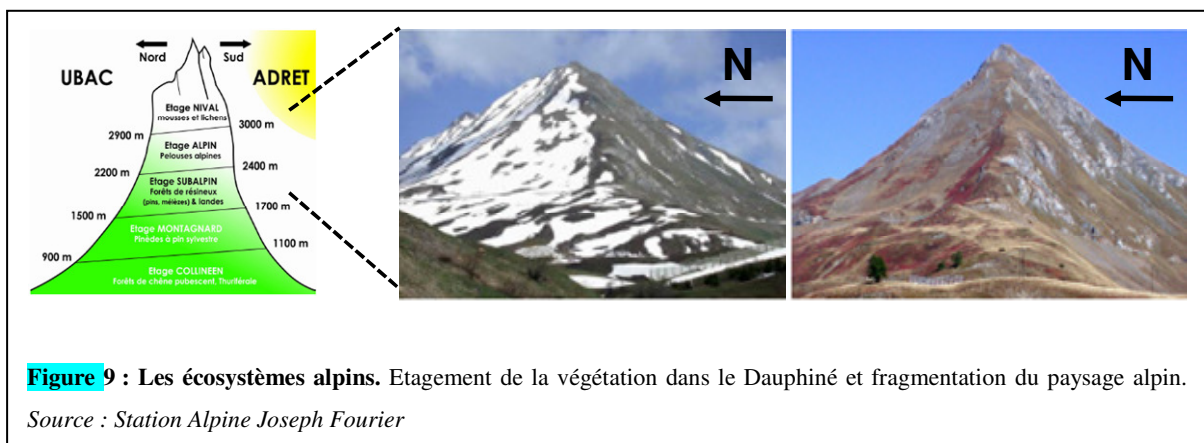 Nord Sud
UBAC ADRET
Etage NIVAL
mousses et lichens
3000 m
2900 m
Etage ALPIN
Pelouses alpines
2400 m
2200 m
Etage SUBALPIN
Forêts de résineux
(pins, mélèzes) & landes
1700 m
1500 m
Etage MONTAGNARD
Pinèdes à pin sylvestre
1100 m
900 m
Etage COLLINEEN
Forêts de chêne pubescent, Thuriférale
N
N
Figure 9 : Les écosystèmes alpins. Etagement de la végétation dans le Dauphiné et fragmentation du paysage alpin.
Source : Station Alpine Joseph Fourier